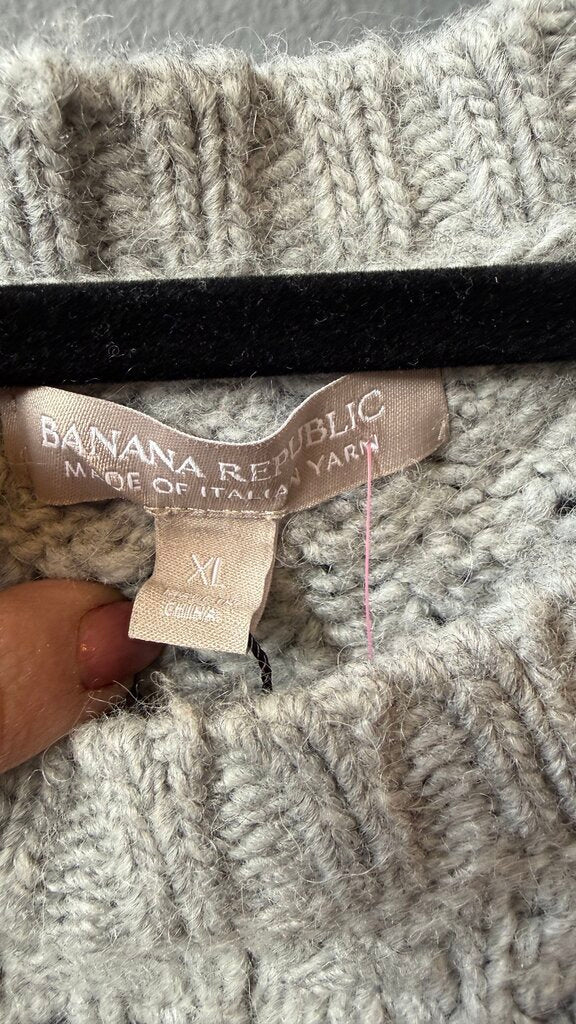 BANANA REPUBLIC
MADE OF ITALIAN YARN
XL
CHINA